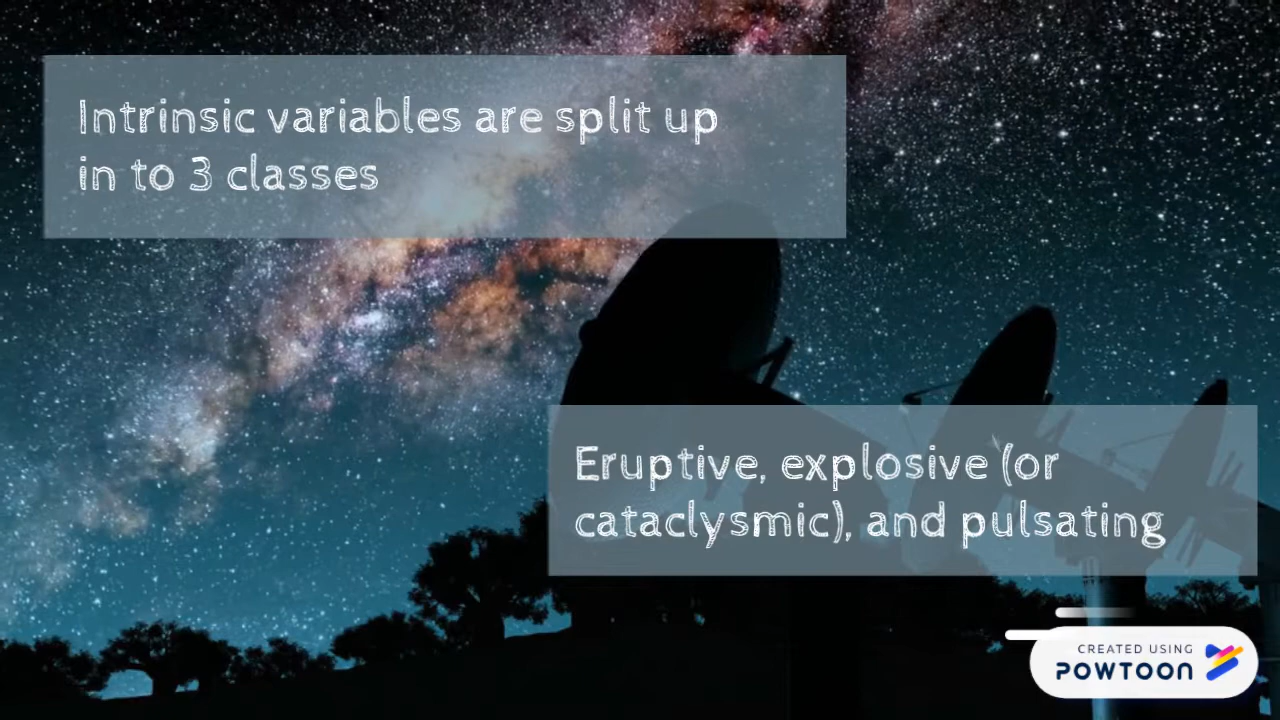 Intrinsic variables are split up
in to 3 classes
Eruptive, explosive (or
cataclysmic), and pulsating
CREATED USING
POWTOON